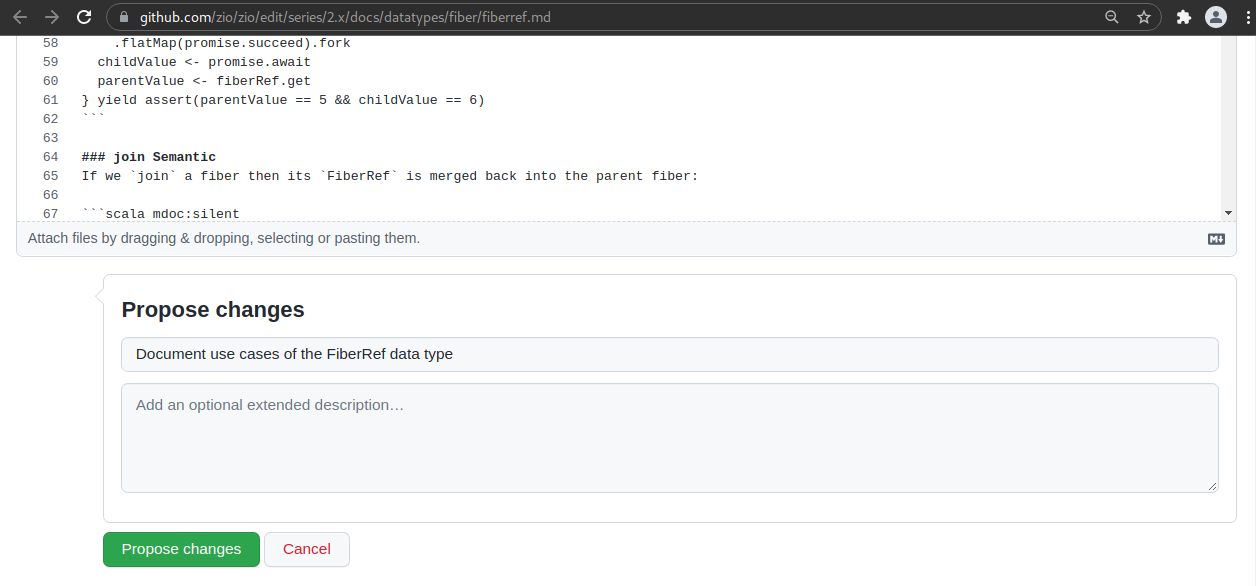 github.com/zio/zio/edit/series/2.x/docs/datatypes/fiber/fiberref.md
58 .flatMap(promise.succeed).fork
59 childValue <- promise.await
60 parentValue <- fiberRef.get
61 } yield assert(parentValue == 5 && childValue == 6)
62 ```
63
64 ### join Semantic
65 If we `join` a fiber then its `FiberRef` is merged back into the parent fiber:
66
67 ```scala mdoc:silent
Attach files by dragging & dropping, selecting or pasting them.
M
Propose changes
Document use cases of the FiberRef data type
Add an optional extended description…
Propose changes Cancel